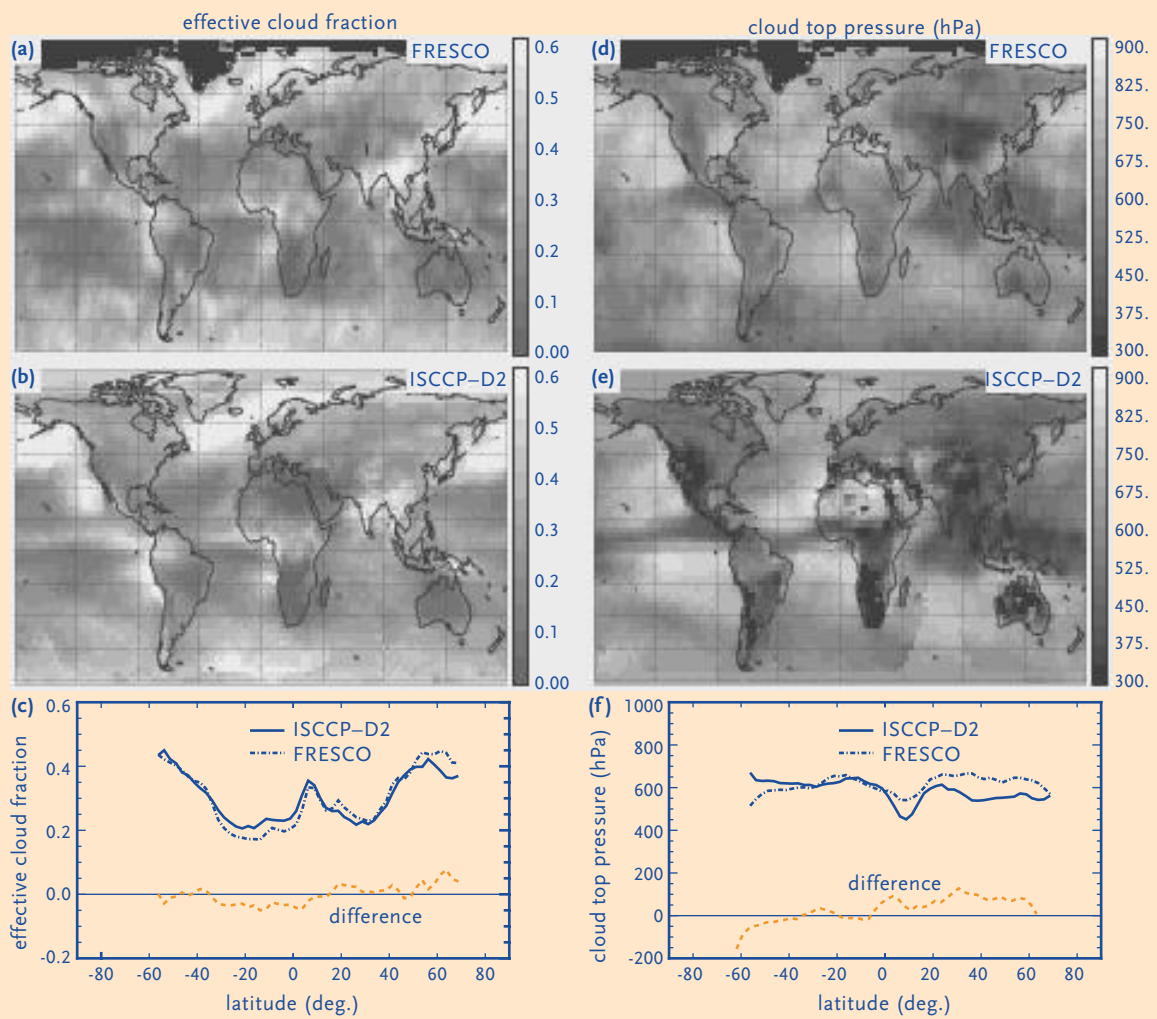 effective cloud fraction
cloud top pressure (hPa)
(a)
FRESCO
0.6
0.5
0.4
0.3
0.2
0.1
0.00
(d)
FRESCO
900.
825.
750.
675.
600.
525.
450.
375.
300.
(b)
ISCCP–D2
0.6
0.5
0.4
0.3
0.2
0.1
0.00
(e)
ISCCP–D2
900.
825.
750.
675.
600.
525.
450.
375.
300.
(c)
0.6
0.4
0.2
0.0
-0.2
effective cloud fraction
ISCCP–D2
FRESCO
difference
-80 -60 -40 -20 0 20 40 60 80
latitude (deg.)
(f)
1000
800
600
400
200
100
0
-200
cloud top pressure (hPa)
ISCCP–D2
FRESCO
difference
-80 -60 -40 -20 0 20 40 60 80
latitude (deg.)